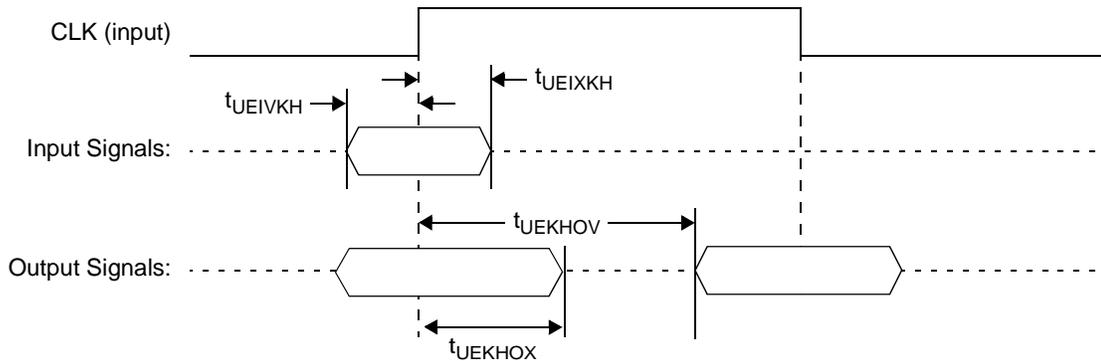 CLK (input)
tUEIXKH
tUEIVKH
Input Signals:
tUEKHOV
Output Signals:
tUEKHOX